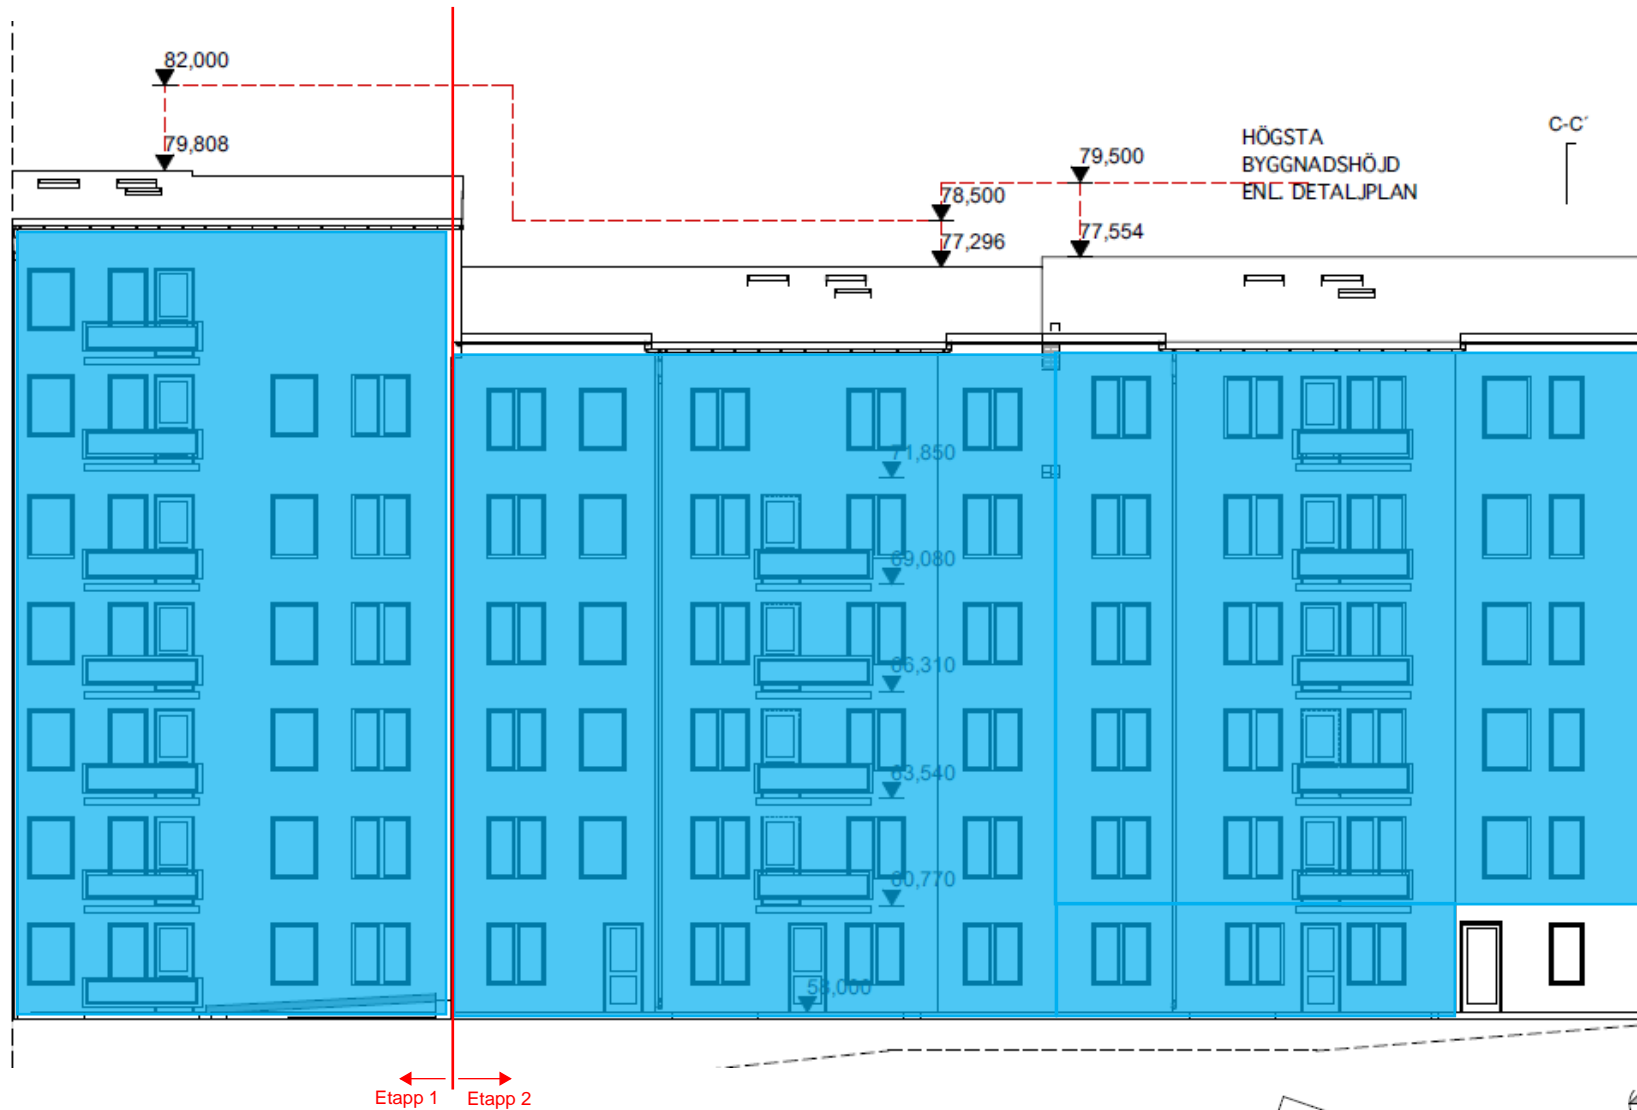 82,000
79,808
HÖGSTA
BYGGNADSHÖJD
ENL. DETALJPLAN
C-C´
79,500
78,500
77,554
77,296
71,850
69,080
66,310
63,540
60,770
58,000
Etapp 1
Etapp 2